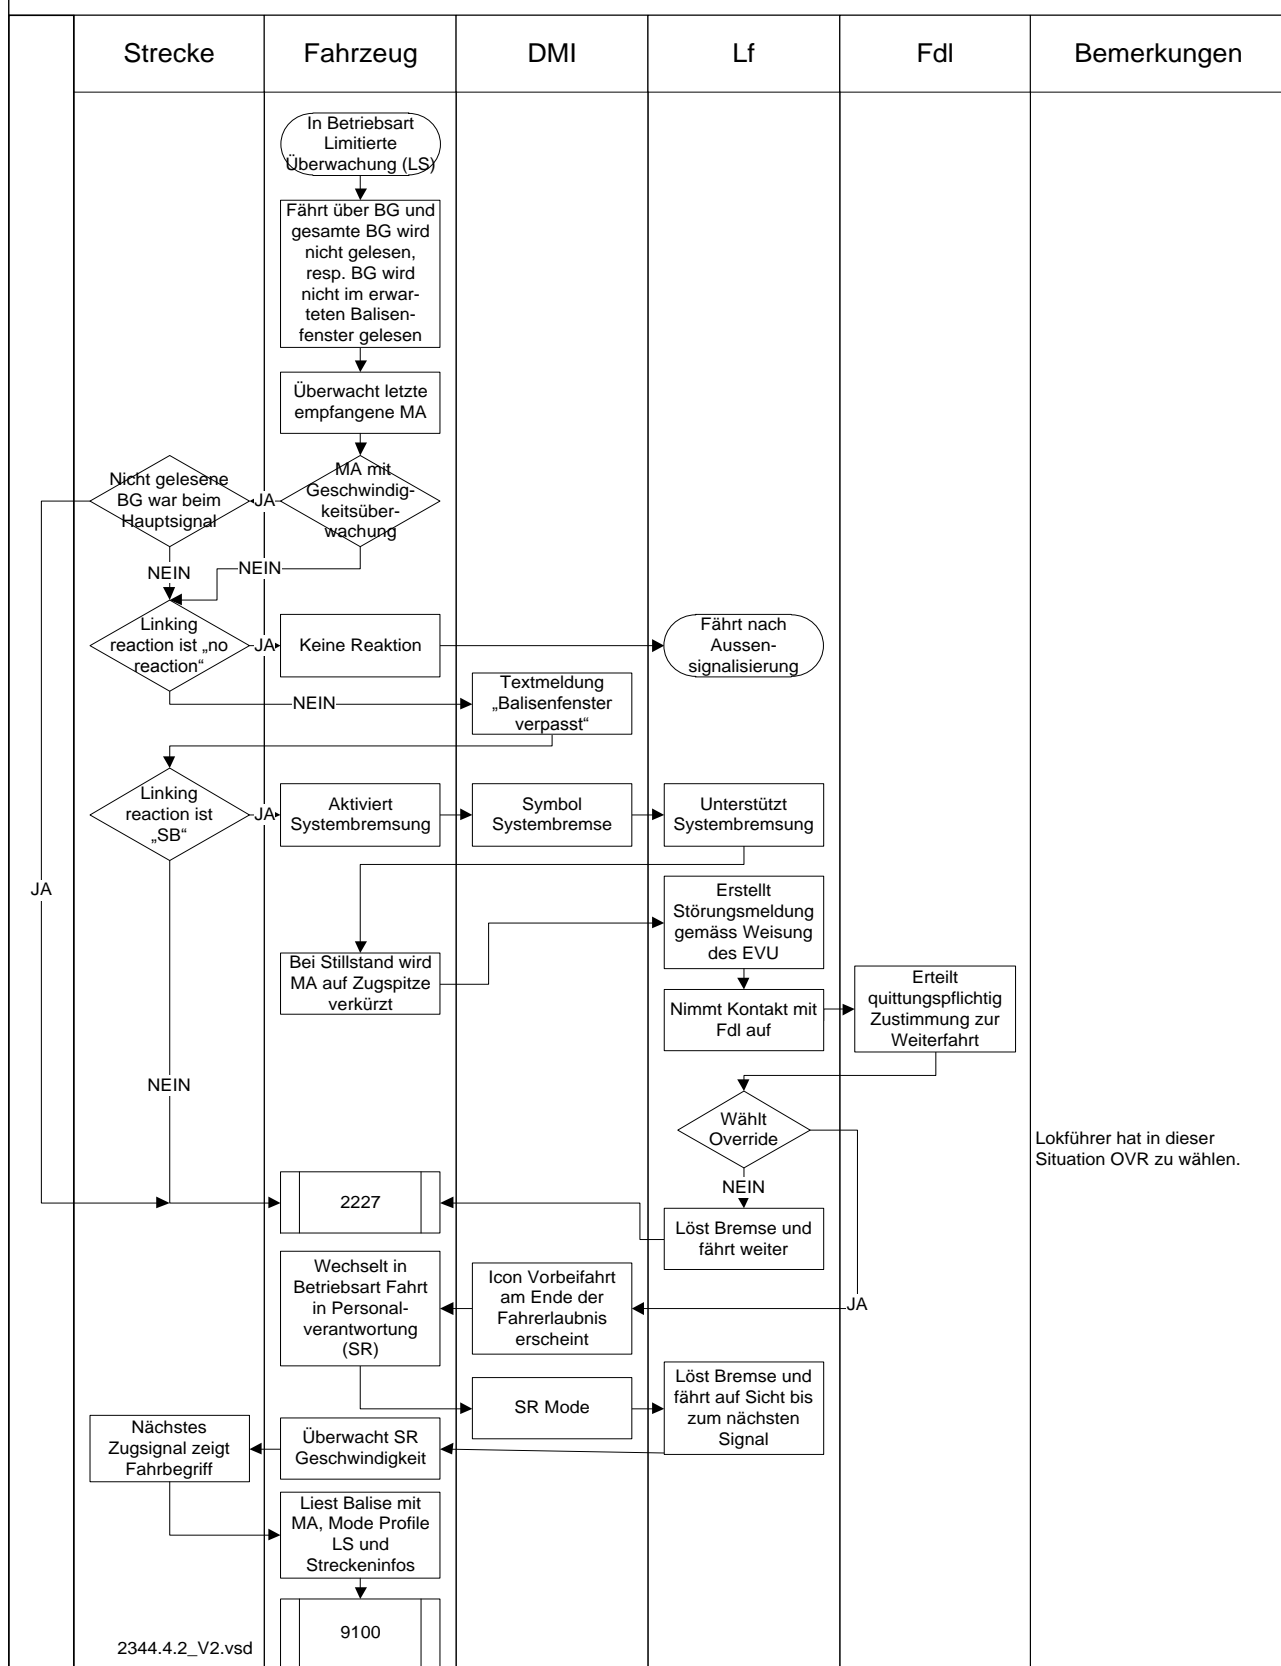 Strecke
Fahrzeug
DMI
Lf
Fdl
Bemerkungen
In Betriebsart
Limitierte
Überwachung (LS)
Fährt über BG und
gesamte BG wird
nicht gelesen,
resp. BG wird
nicht im erwar-
teten Balisen-
fenster gelesen
Überwacht letzte
empfangene MA
Nicht gelesene
BG war beim
Hauptsignal
JA
MA mit
Geschwindig-
keitsüber-
wachung
NEIN
NEIN
Linking
reaction ist „no
reaction“
JA
Keine Reaktion
Fährt nach
Aussen-
signalisierung
NEIN
Textmeldung
„Balisenfenster
verpasst“
Linking
reaction ist
„SB“
JA
Aktiviert
Systembremsung
Symbol
Systembremse
Unterstützt
Systembremsung
JA
Erstellt
Störungsmeldung
gemäss Weisung
des EVU
Bei Stillstand wird
MA auf Zugspitze
verkürzt
Nimmt Kontakt mit
Fdl auf
Erteilt
quittungspflichtig
Zustimmung zur
Weiterfahrt
NEIN
Wählt
Override
Lokführer hat in dieser
Situation OVR zu wählen.
NEIN
2227
Löst Bremse und
fährt weiter
Wechselt in
Betriebsart Fahrt
in Personal-
verantwortung
(SR)
Icon Vorbeifahrt
am Ende der
Fahrerlaubnis
erscheint
JA
SR Mode
Löst Bremse und
fährt auf Sicht bis
zum nächsten
Signal
Nächstes
Zugsignal zeigt
Fahrbegriff
Überwacht SR
Geschwindigkeit
Liest Balise mit
MA, Mode Profile
LS und
Streckeninfos
9100
2344.4.2_V2.vsd